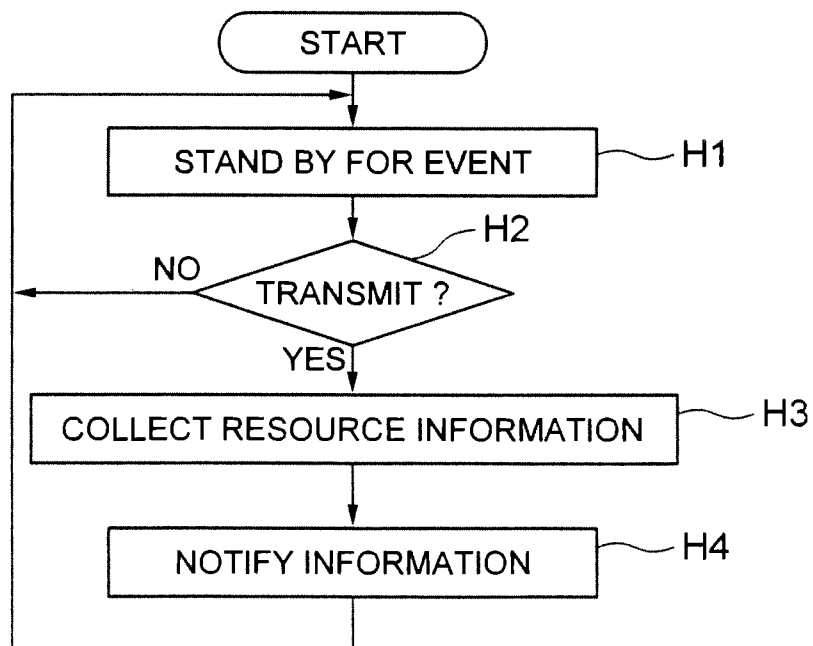 START
STAND BY FOR EVENT
H1
H2
NO
TRANSMIT ?
YES
COLLECT RESOURCE INFORMATION
H3
NOTIFY INFORMATION
H4